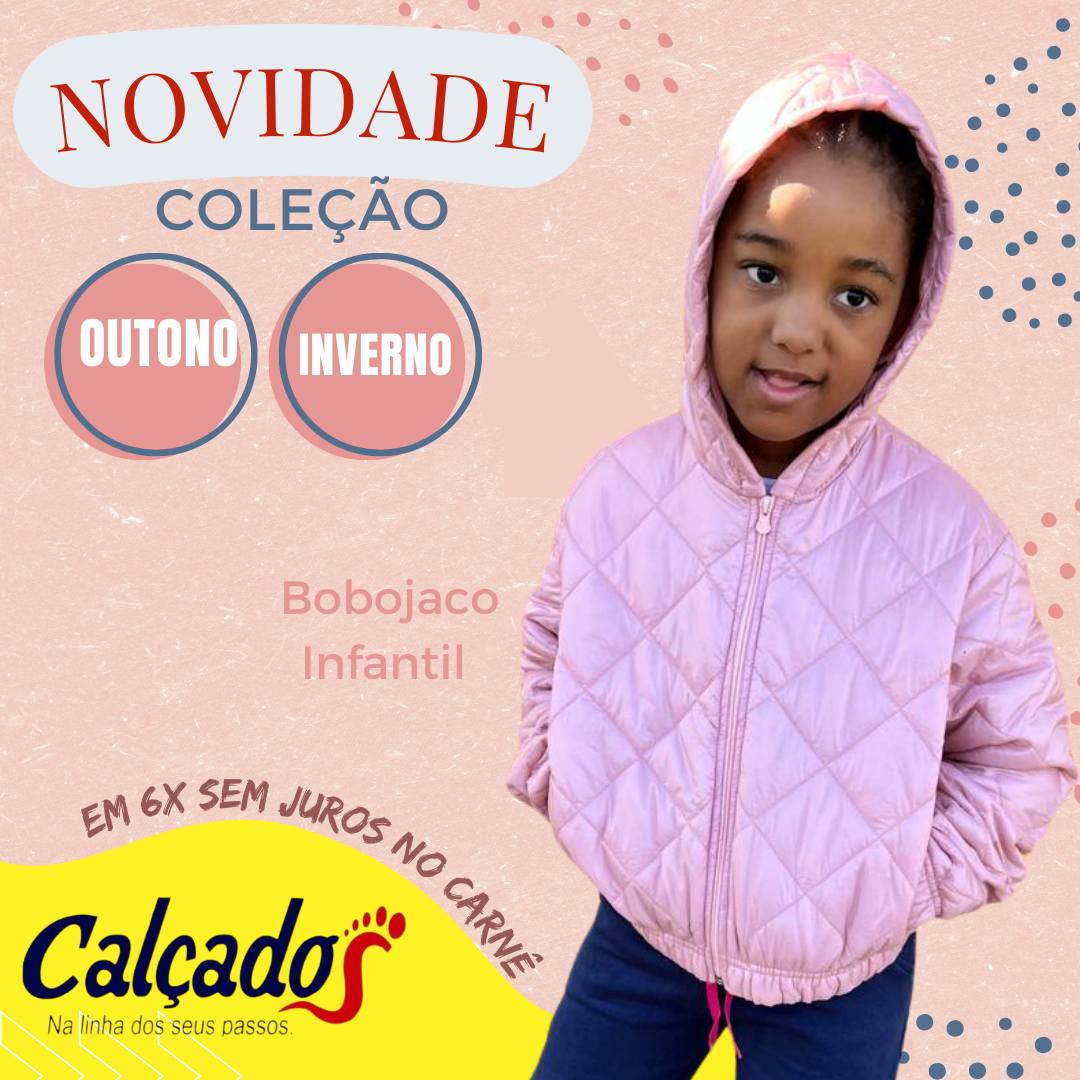 NOVIDADE
COLEÇÃO
OUTONO
INVERNO
Bobojaco
Infantil
EM 6X SEM JUROS NO CARNÊ
Calçados
Na linha dos seus passos.